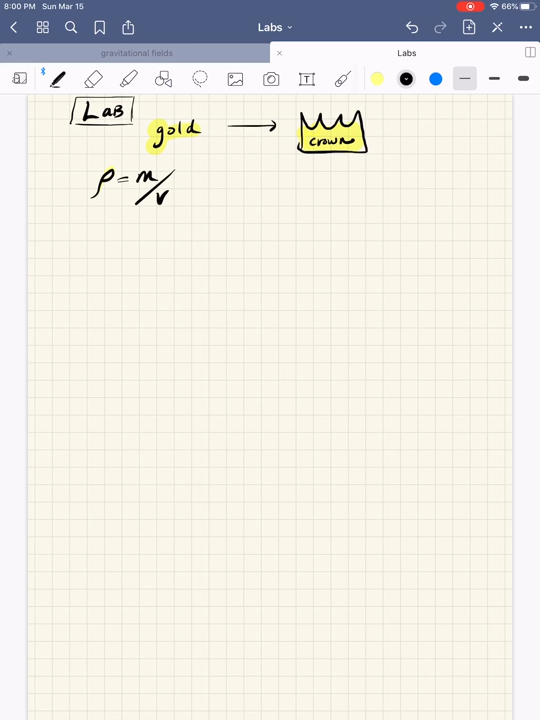 8:00 PM Sun Mar 15
66%
Labs
gravitational fields
Labs
T
Lab
gold → crown
ρ = m/v